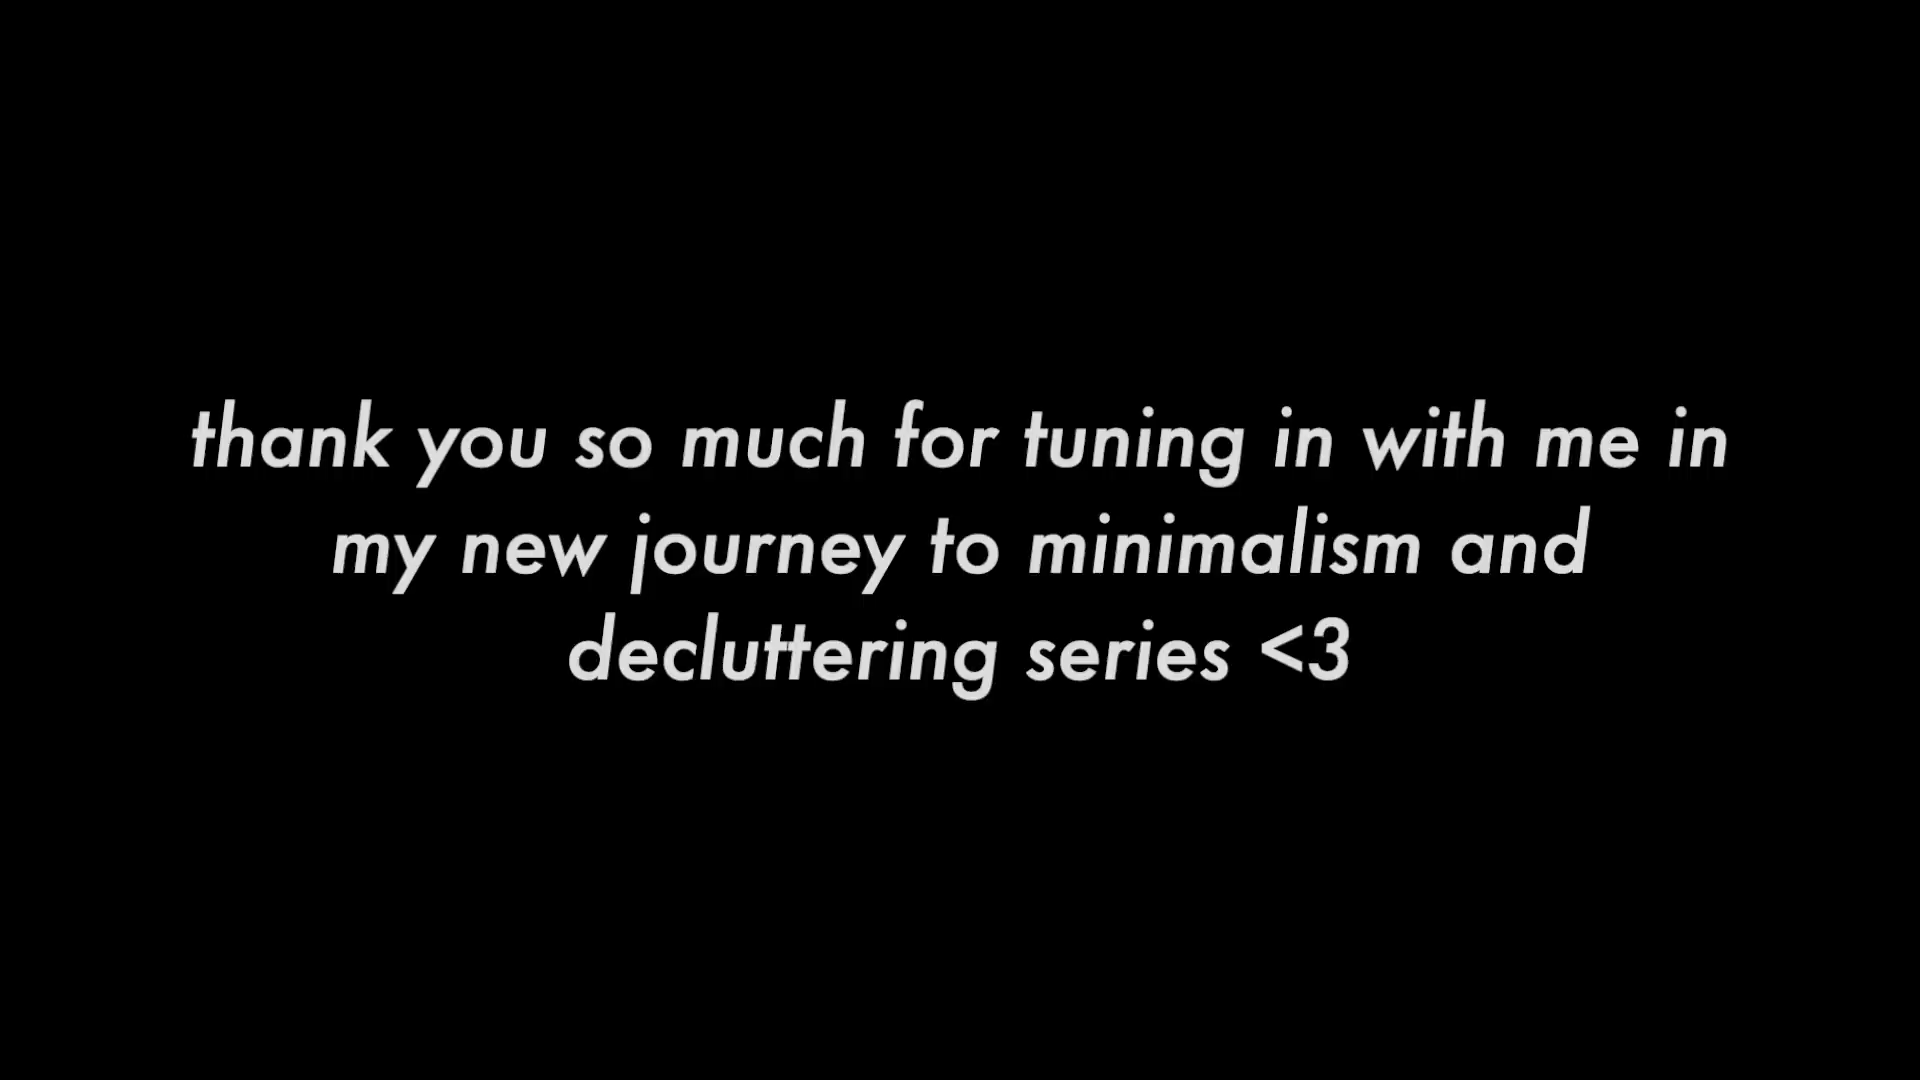 thank you so much for tuning in with me in
my new journey to minimalism and
decluttering series <3